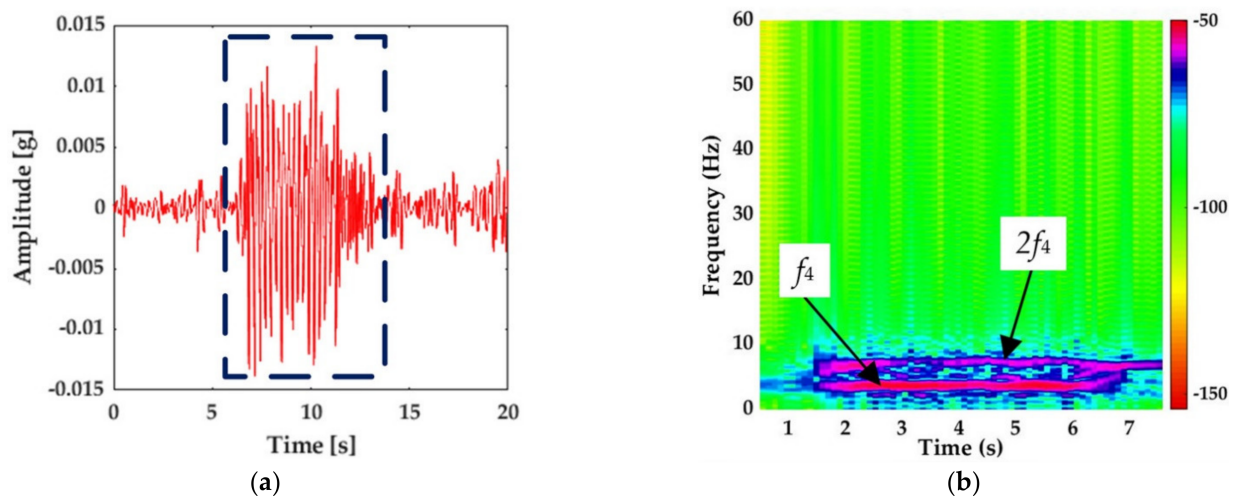 0.015
0.01
0.005
0
-0.005
-0.01
-0.015
Amplitude [g]
0 5 10 15 20
Time [s]
(a)
60
50
40
30
20
10
0
Frequency (Hz)
f4
2f4
1 2 3 4 5 6 7
Time (s)
-50
-100
-150
(b)